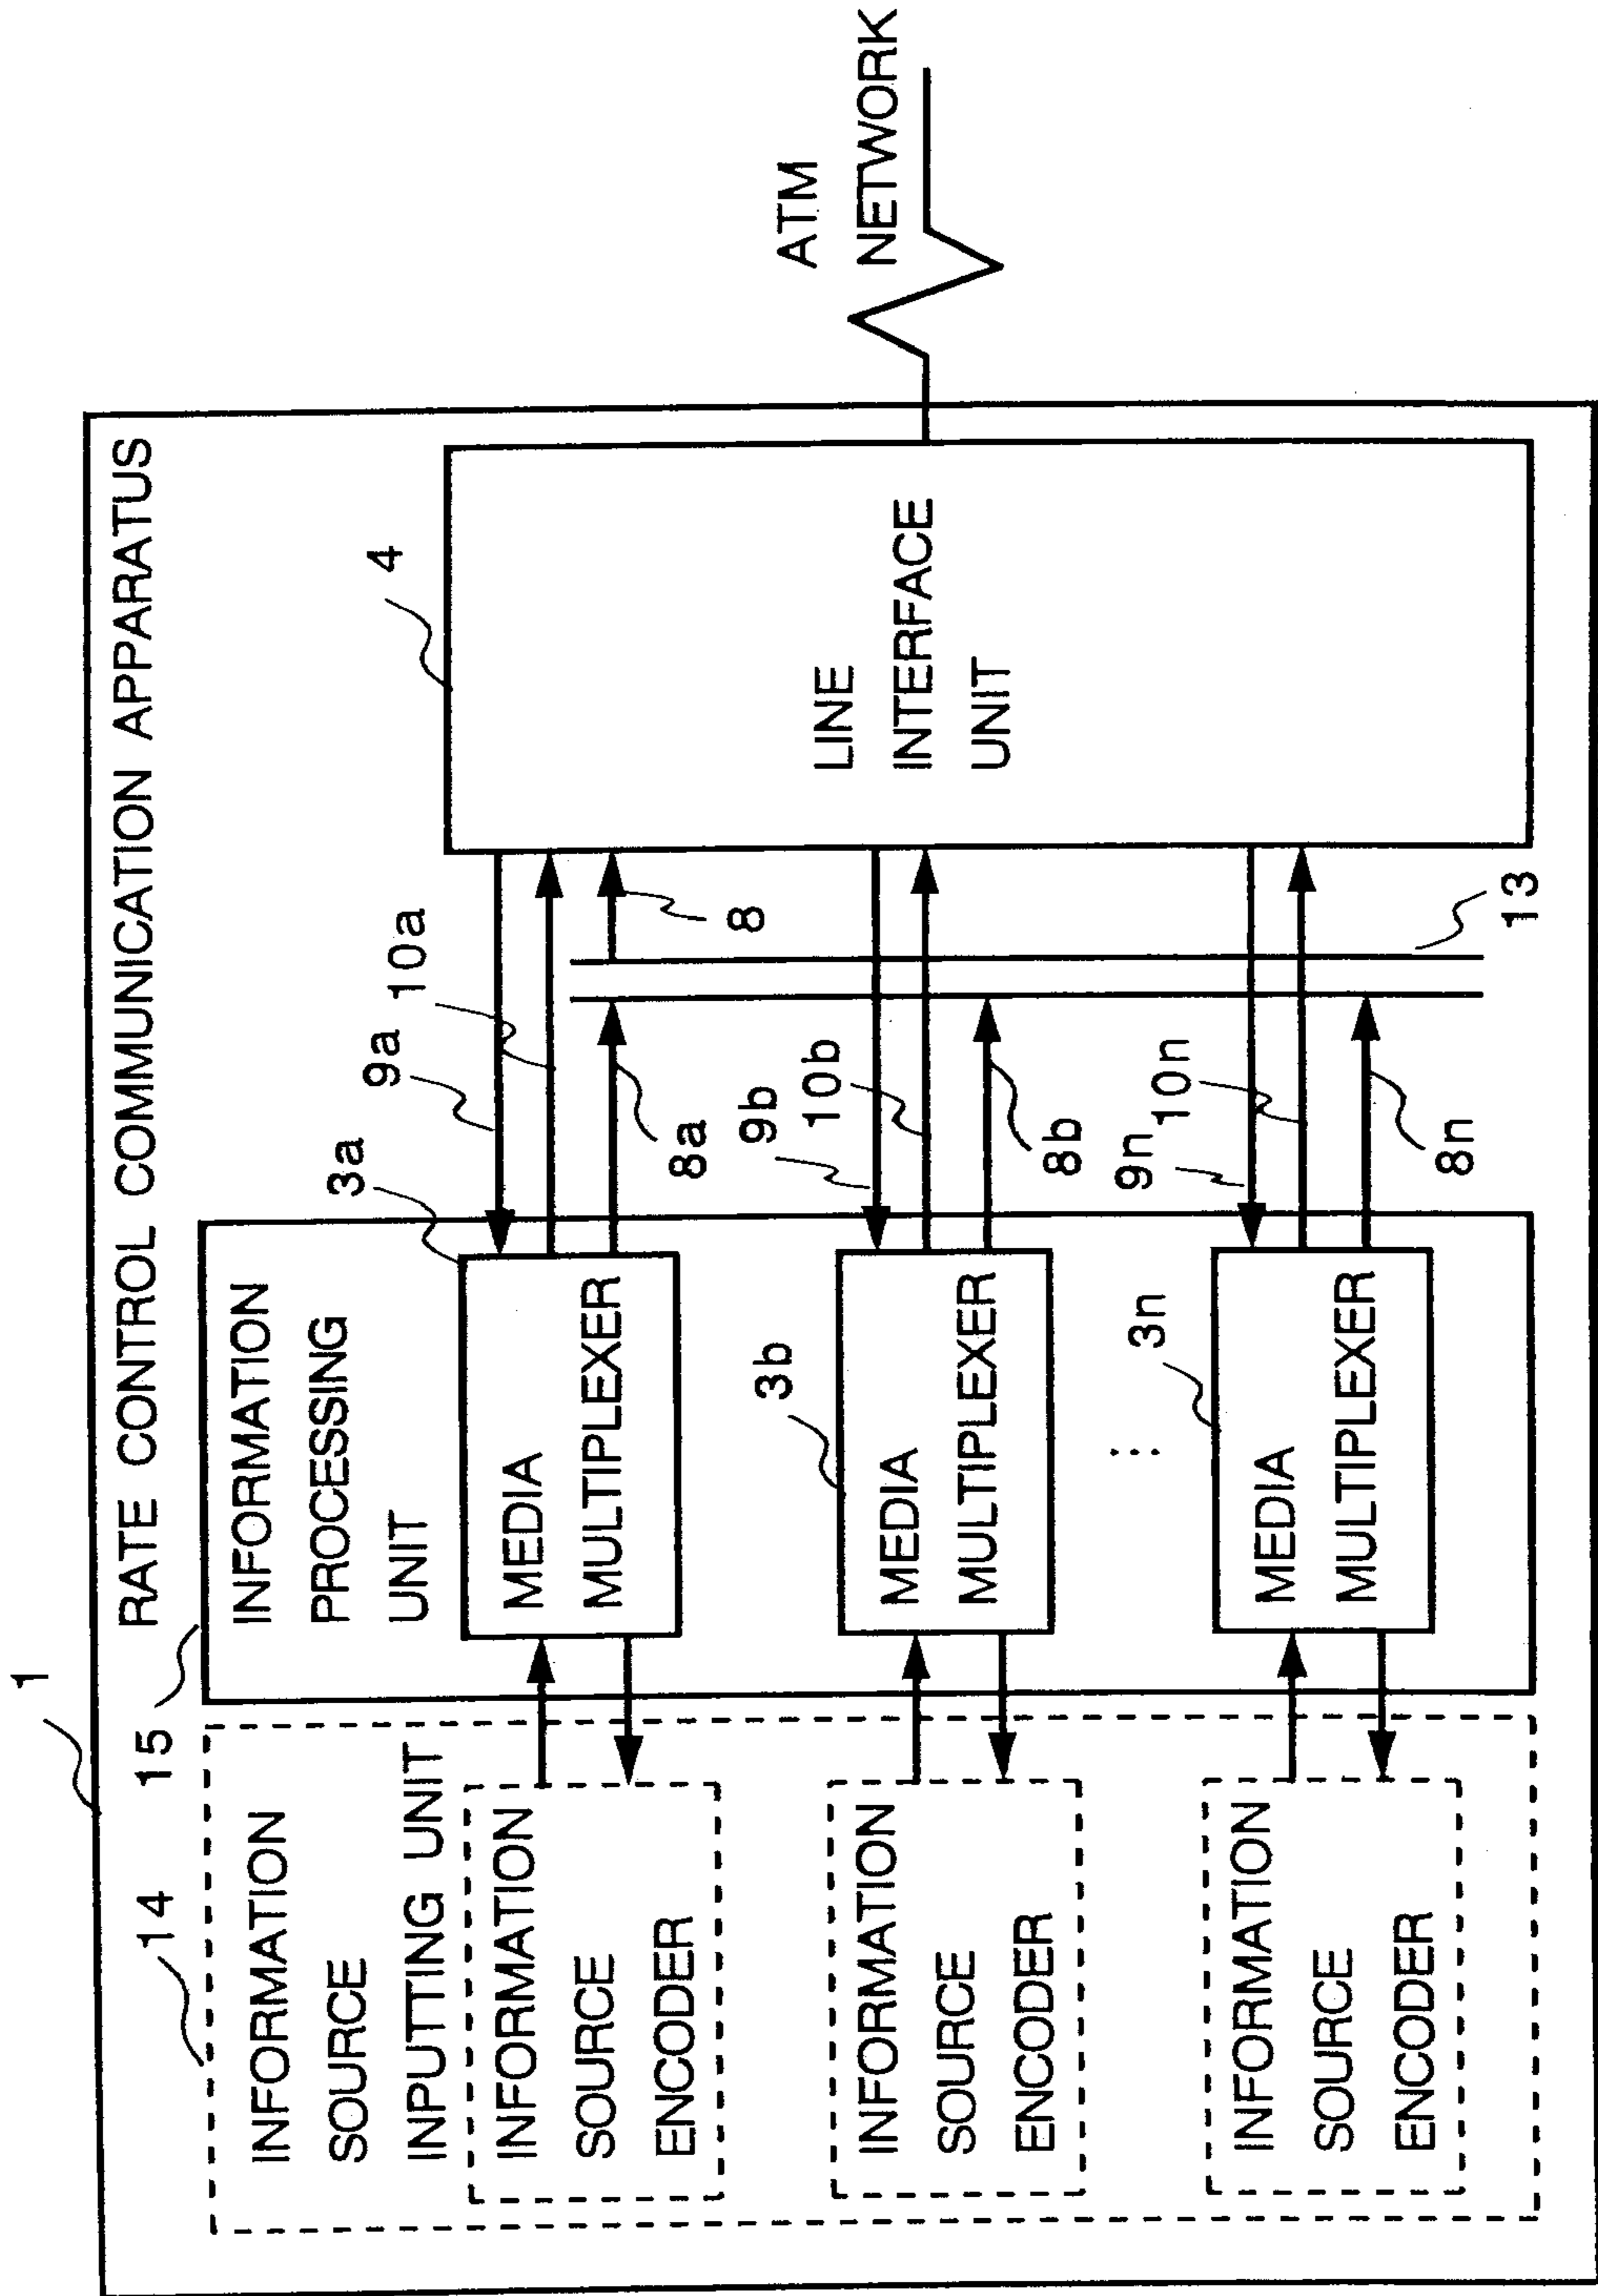 1
RATE CONTROL COMMUNICATION APPARATUS
14
15
INFORMATION
SOURCE
INPUTTING UNIT
INFORMATION
PROCESSING
UNIT
4
LINE
INTERFACE
UNIT
ATM
NETWORK
INFORMATION
SOURCE
ENCODER
3a
MEDIA
MULTIPLEXER
9a
10a
8a
8
INFORMATION
SOURCE
ENCODER
3b
MEDIA
MULTIPLEXER
9b
10b
8b
⋮
INFORMATION
SOURCE
ENCODER
3n
MEDIA
MULTIPLEXER
9n
10n
8n
13